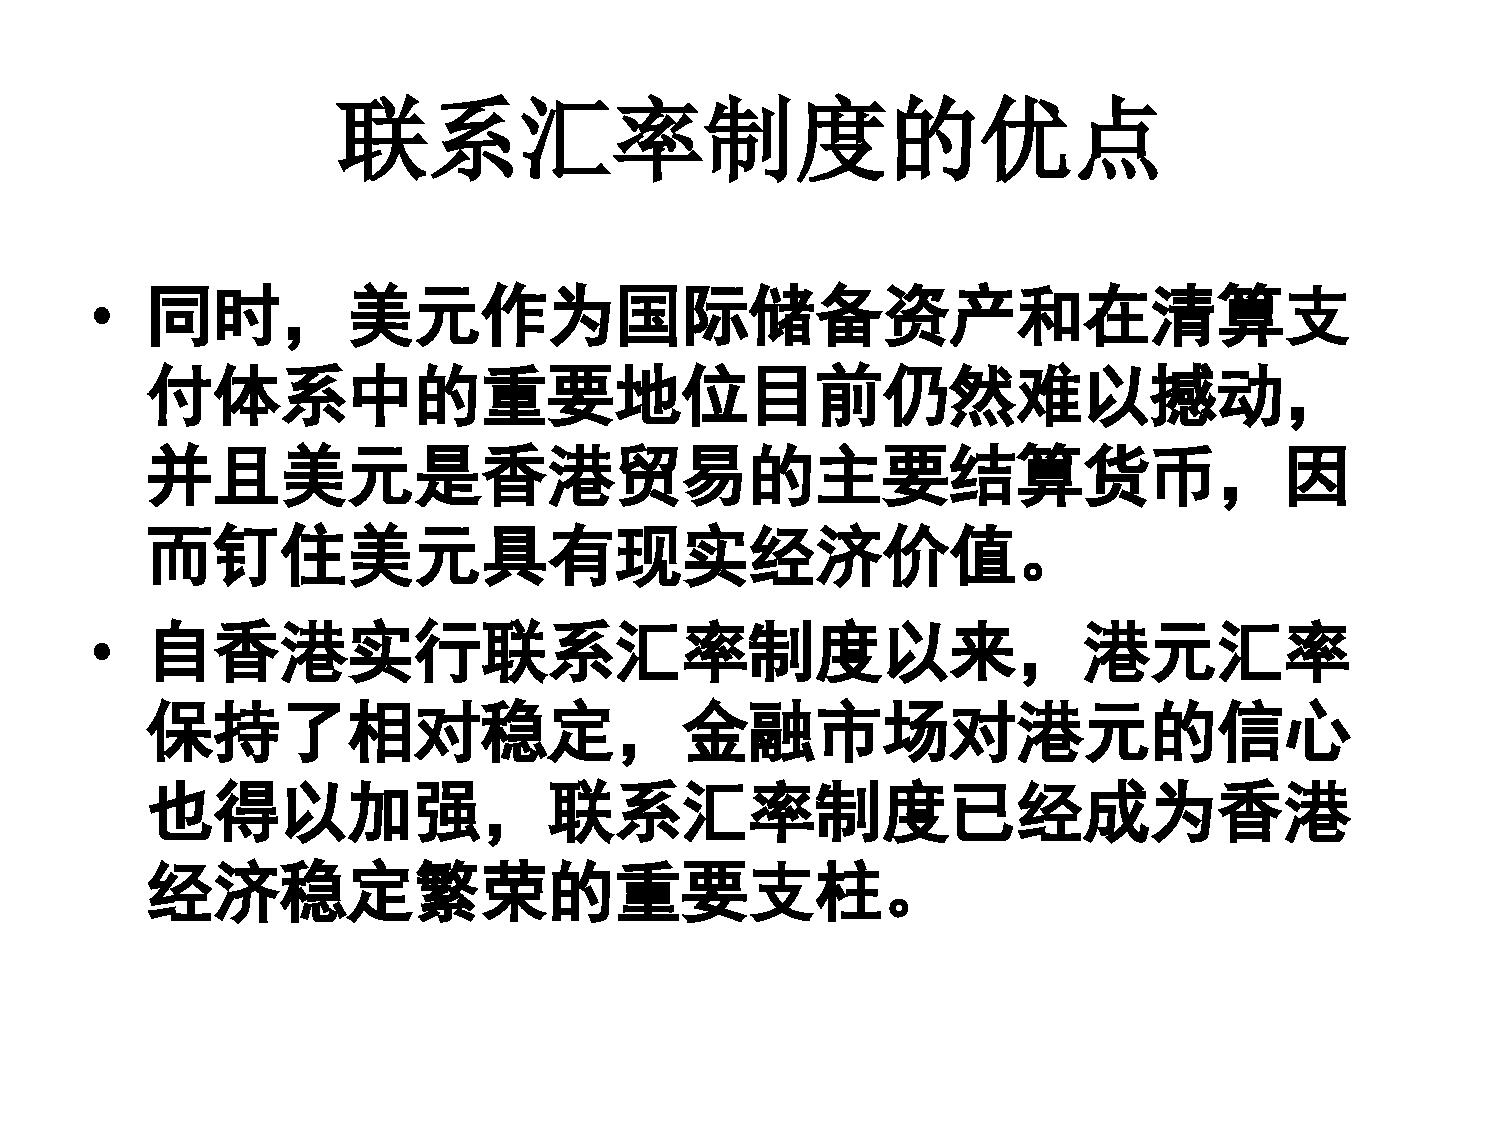 联系汇率制度的优点
• 同时，美元作为国际储备资产和在清算支
付体系中的重要地位目前仍然难以撼动，
并且美元是香港贸易的主要结算货币，因
而钉住美元具有现实经济价值。
• 自香港实行联系汇率制度以来，港元汇率
保持了相对稳定，金融市场对港元的信心
也得以加强，联系汇率制度已经成为香港
经济稳定繁荣的重要支柱。